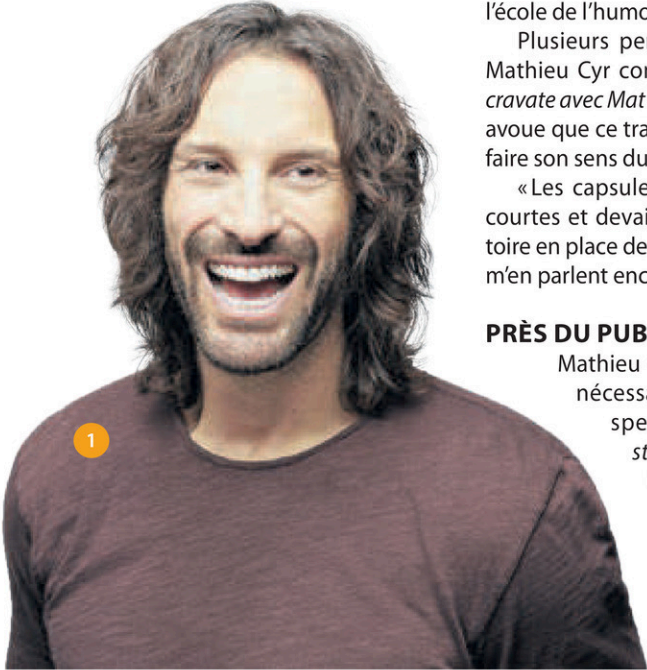 l’école de l’humo
Plusieurs per
Mathieu Cyr cor
cravate avec Mat
avoue que ce tra
faire son sens du
«Les capsule
courtes et devai
toire en place de
m’en parlent enc
PRÈS DU PUB
Mathieu
nécessa
spe
st
1